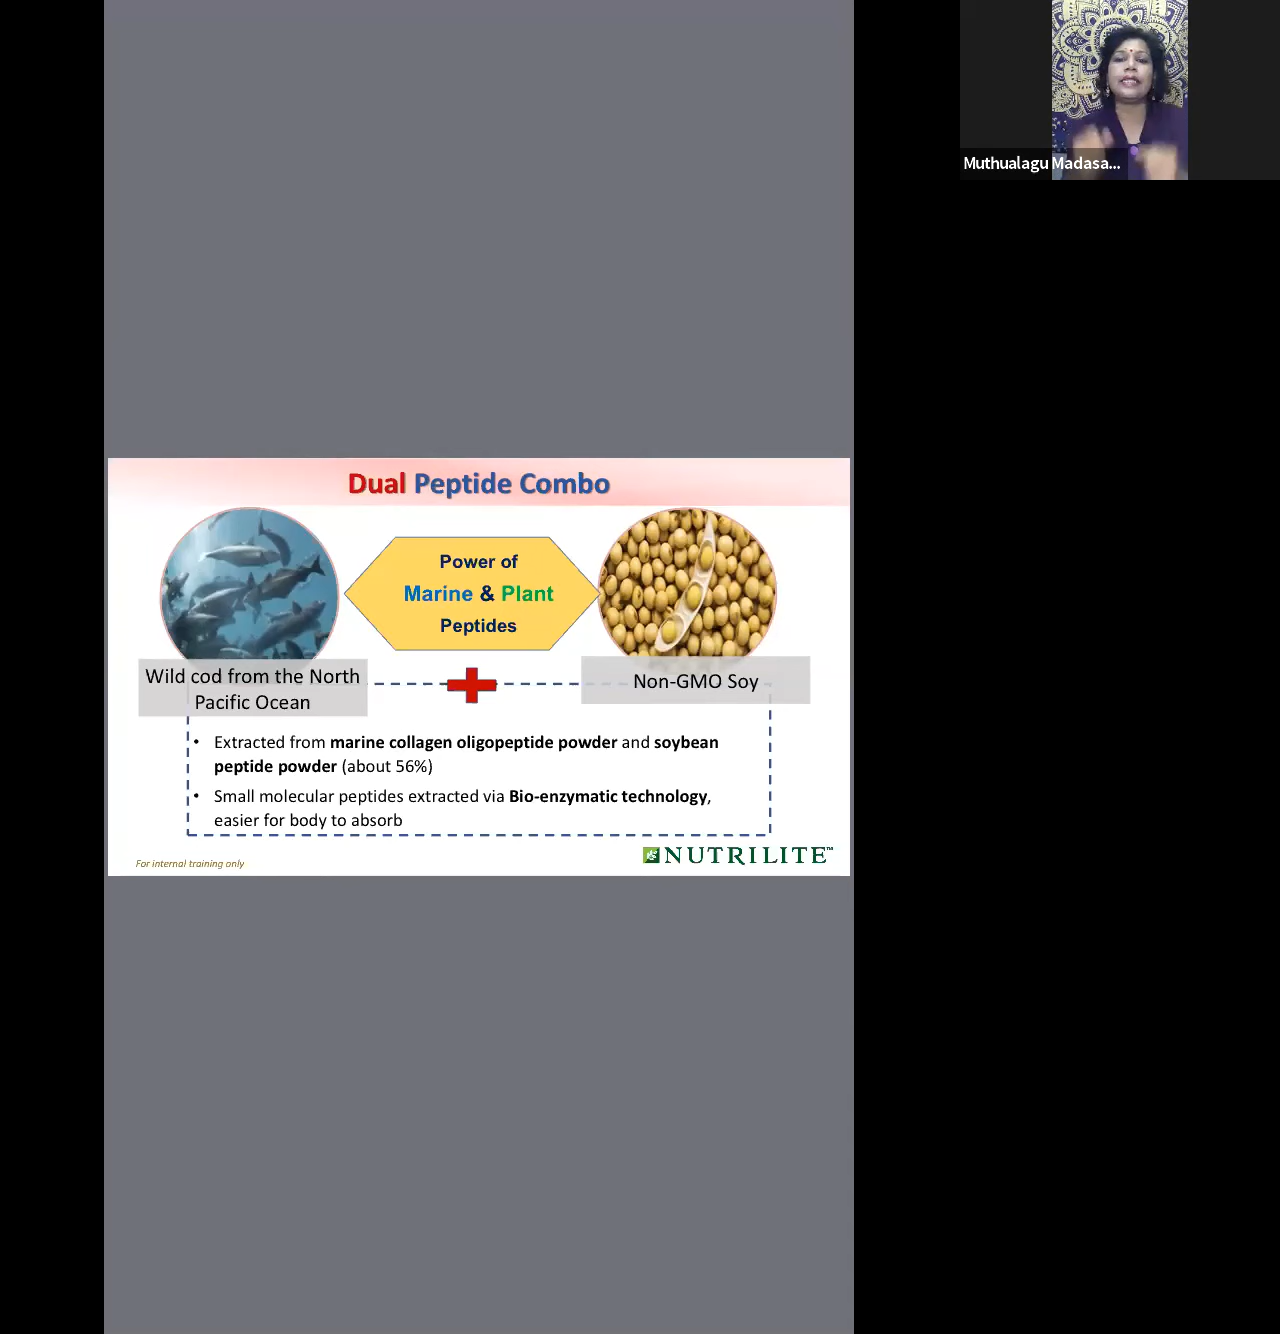 Muthualagu Madasa...
Dual Peptide Combo
Power of
Marine & Plant
Peptides
Wild cod from the North
Pacific Ocean
Non-GMO Soy
• Extracted from marine collagen oligopeptide powder and soybean
peptide powder (about 56%)
• Small molecular peptides extracted via Bio-enzymatic technology,
easier for body to absorb
For internal training only
NUTRILITE™